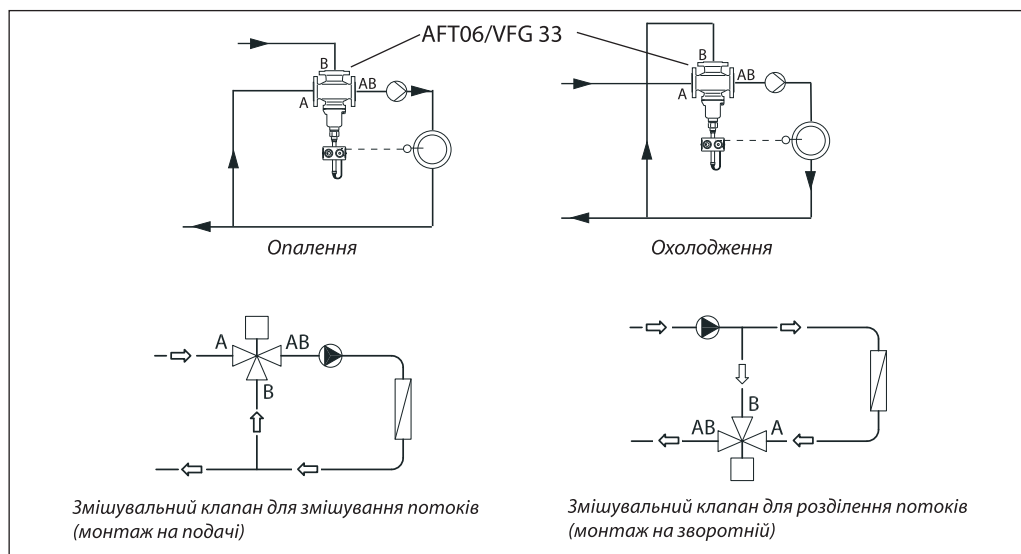 AFT06/VFG 33
B
A
AB
B
A
AB
Опалення
Охолодження
A
AB
B
B
AB
A
Змішувальний клапан для змішування потоків
(монтаж на подачі)
Змішувальний клапан для розділення потоків
(монтаж на зворотній)